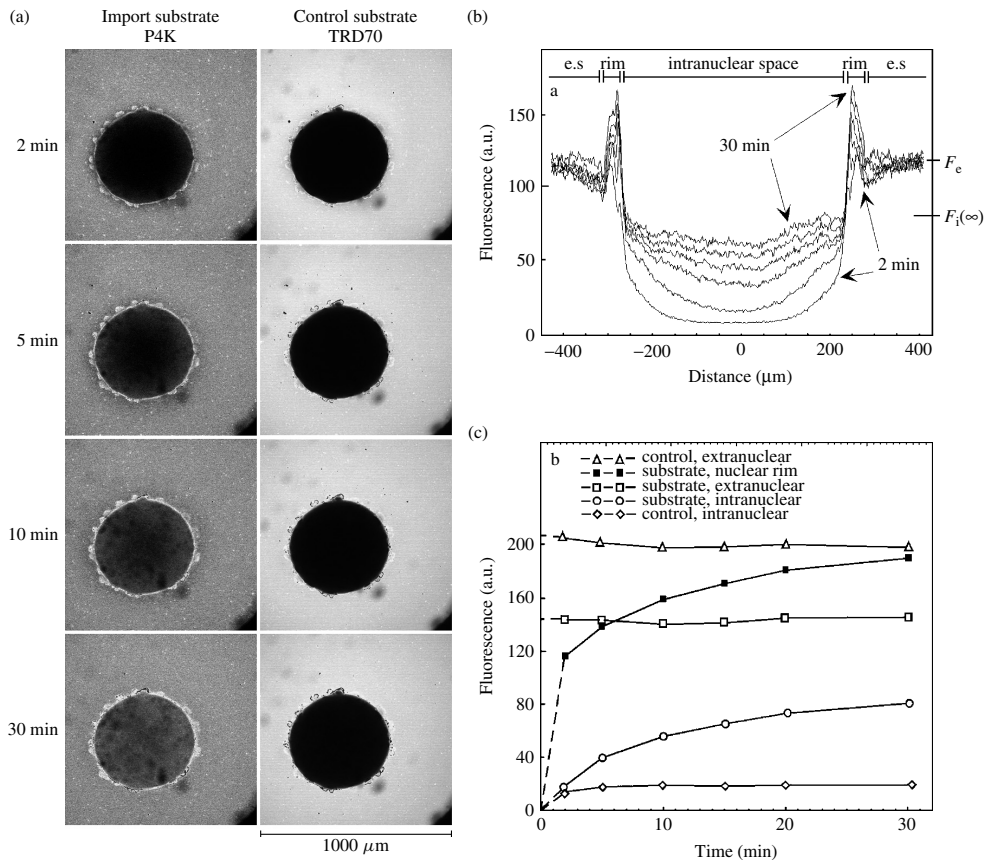 (a)
Import substrate
P4K
Control substrate
TRD70
2 min
5 min
10 min
30 min
1000 μm
(b)
e.s rim intranuclear space rim e.s
a
150
100
50
0
Fluorescence (a.u.)
30 min
2 min
Fe
F1(∞)
−400 −200 0 200 400
Distance (μm)
(c)
b
control, extranuclear
substrate, nuclear rim
substrate, extranuclear
substrate, intranuclear
control, intranuclear
200
160
120
80
40
0
Fluorescence (a.u.)
0 10 20 30
Time (min)